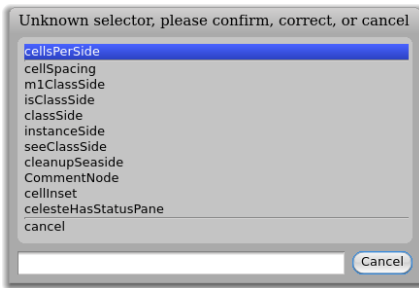 Unknown selector, please confirm, correct, or cancel
cellsPerSide
cellSpacing
m1ClassSide
isClassSide
classSide
instanceSide
seeClassSide
cleanupSeaside
CommentNode
cellInset
celesteHasStatusPane
cancel
Cancel